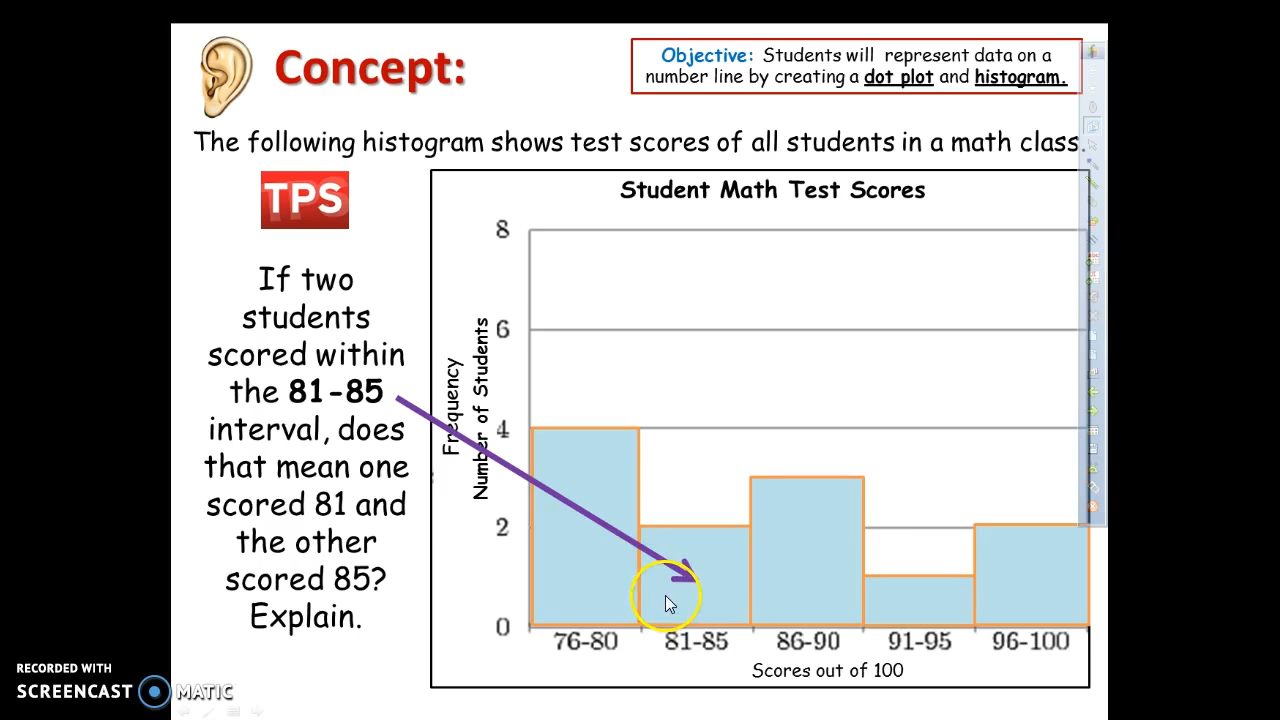 Concept:
Objective: Students will represent data on a
number line by creating a dot plot and histogram.
The following histogram shows test scores of all students in a math class.
TPS
If two
students
scored within
the 81-85
interval, does
that mean one
scored 81 and
the other
scored 85?
Explain.
Student Math Test Scores
Frequency
Number of Students
8
6
4
2
0
76-80 81-85 86-90 91-95 96-100
Scores out of 100
RECORDED WITH
SCREENCAST MATIC